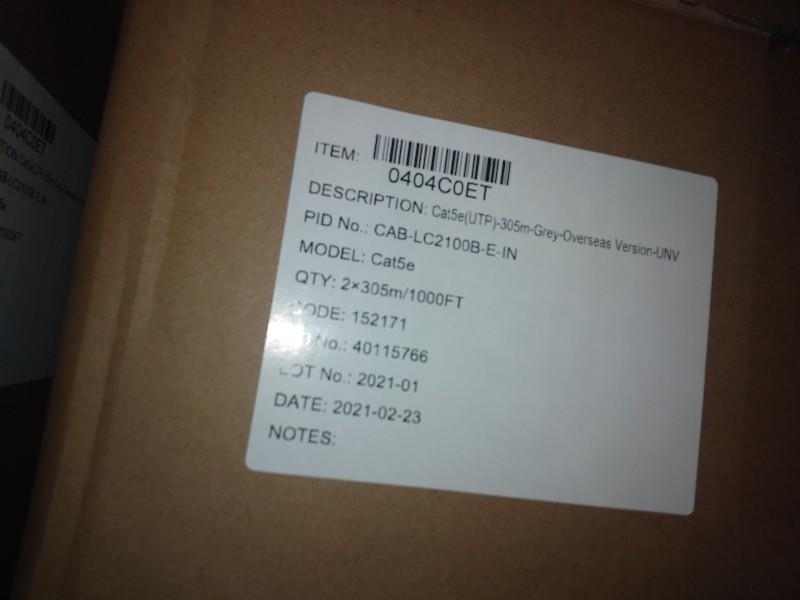 ITEM:
0404C0ET
DESCRIPTION: Cat5e(UTP)-305m-Grey-Overseas Version-UNV
PID No.: CAB-LC2100B-E-IN
MODEL: Cat5e
QTY: 2×305m/1000FT
CODE: 152171
No.: 40115766
LOT No.: 2021-01
DATE: 2021-02-23
NOTES:
0404C0ET